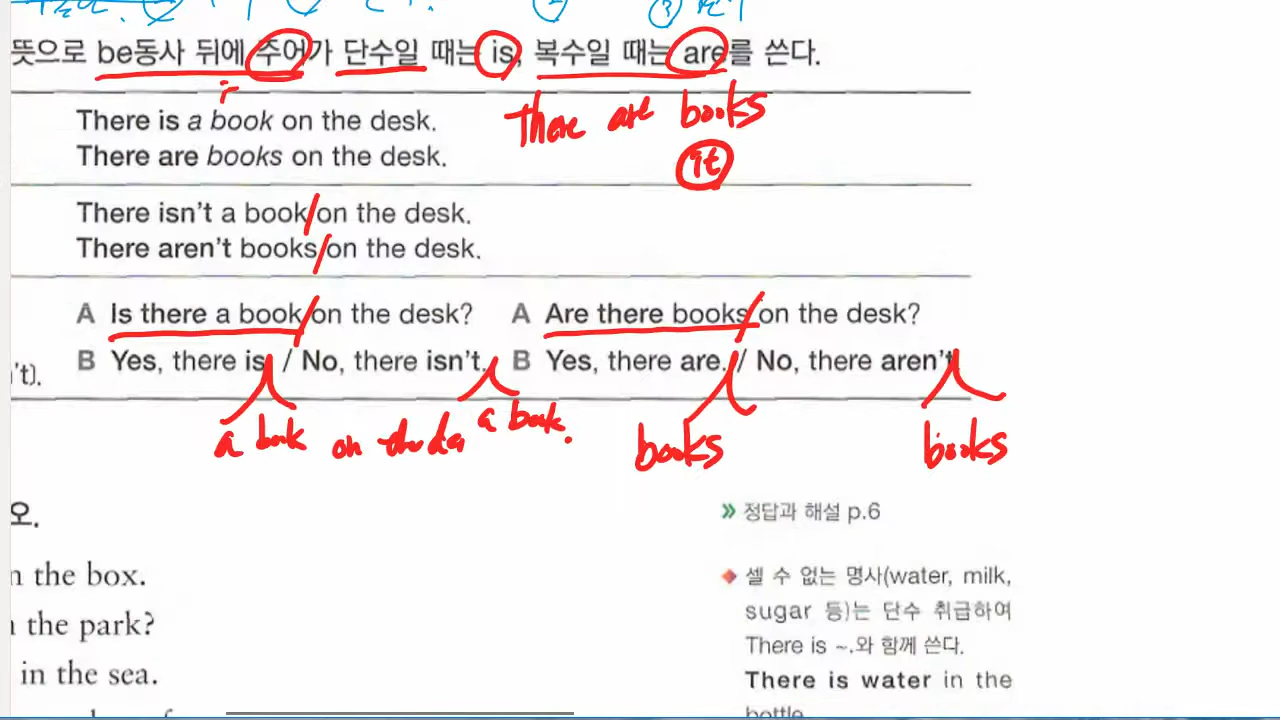 뜻으로 be동사 뒤에 주어가 단수일 때는 is, 복수일 때는 are를 쓴다.
There is a book on the desk.
there are books
There are books on the desk.
it
There isn't a book on the desk.
There aren't books on the desk.
A Is there a book on the desk? A Are there books on the desk?
B Yes, there is. / No, there isn't. B Yes, there are. / No, there aren't
n't).
a book on the des a book.
books
books
오.
정답과 해설 p.6
n the box.
셀 수 없는 명사(water, milk,
sugar 등)는 단수 취급하여
the park?
There is ~.와 함께 쓴다.
in the sea.
There is water in the
bottle